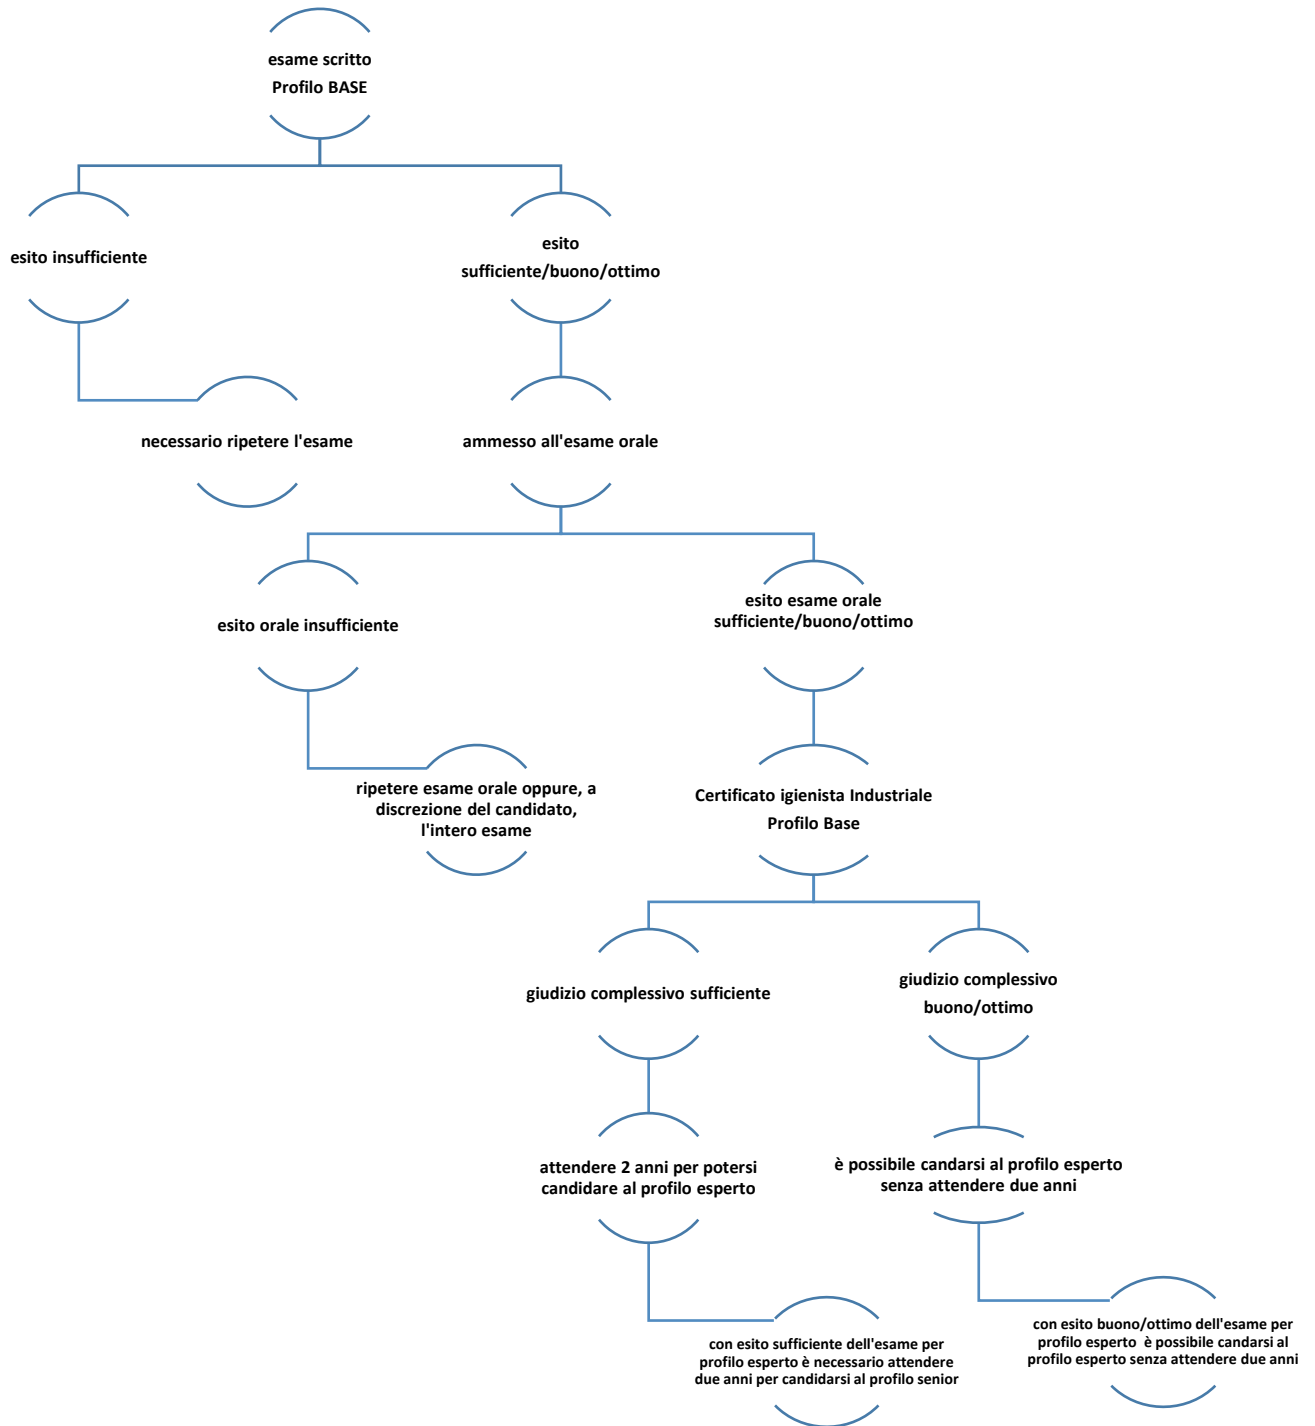 esame scritto
Profilo BASE
esito insufficiente
esito
sufficiente/buono/ottimo
necessario ripetere l'esame
ammesso all'esame orale
esito orale insufficiente
esito esame orale
sufficiente/buono/ottimo
ripetere esame orale oppure, a
discrezione del candidato,
l'intero esame
Certificato igienista Industriale
Profilo Base
giudizio complessivo sufficiente
giudizio complessivo
buono/ottimo
attendere 2 anni per potersi
candidare al profilo esperto
è possibile candarsi al profilo esperto
senza attendere due anni
con esito sufficiente dell'esame per
profilo esperto è necessario attendere
due anni per candidarsi al profilo senior
con esito buono/ottimo dell'esame per
profilo esperto è possibile candarsi al
profilo esperto senza attendere due anni